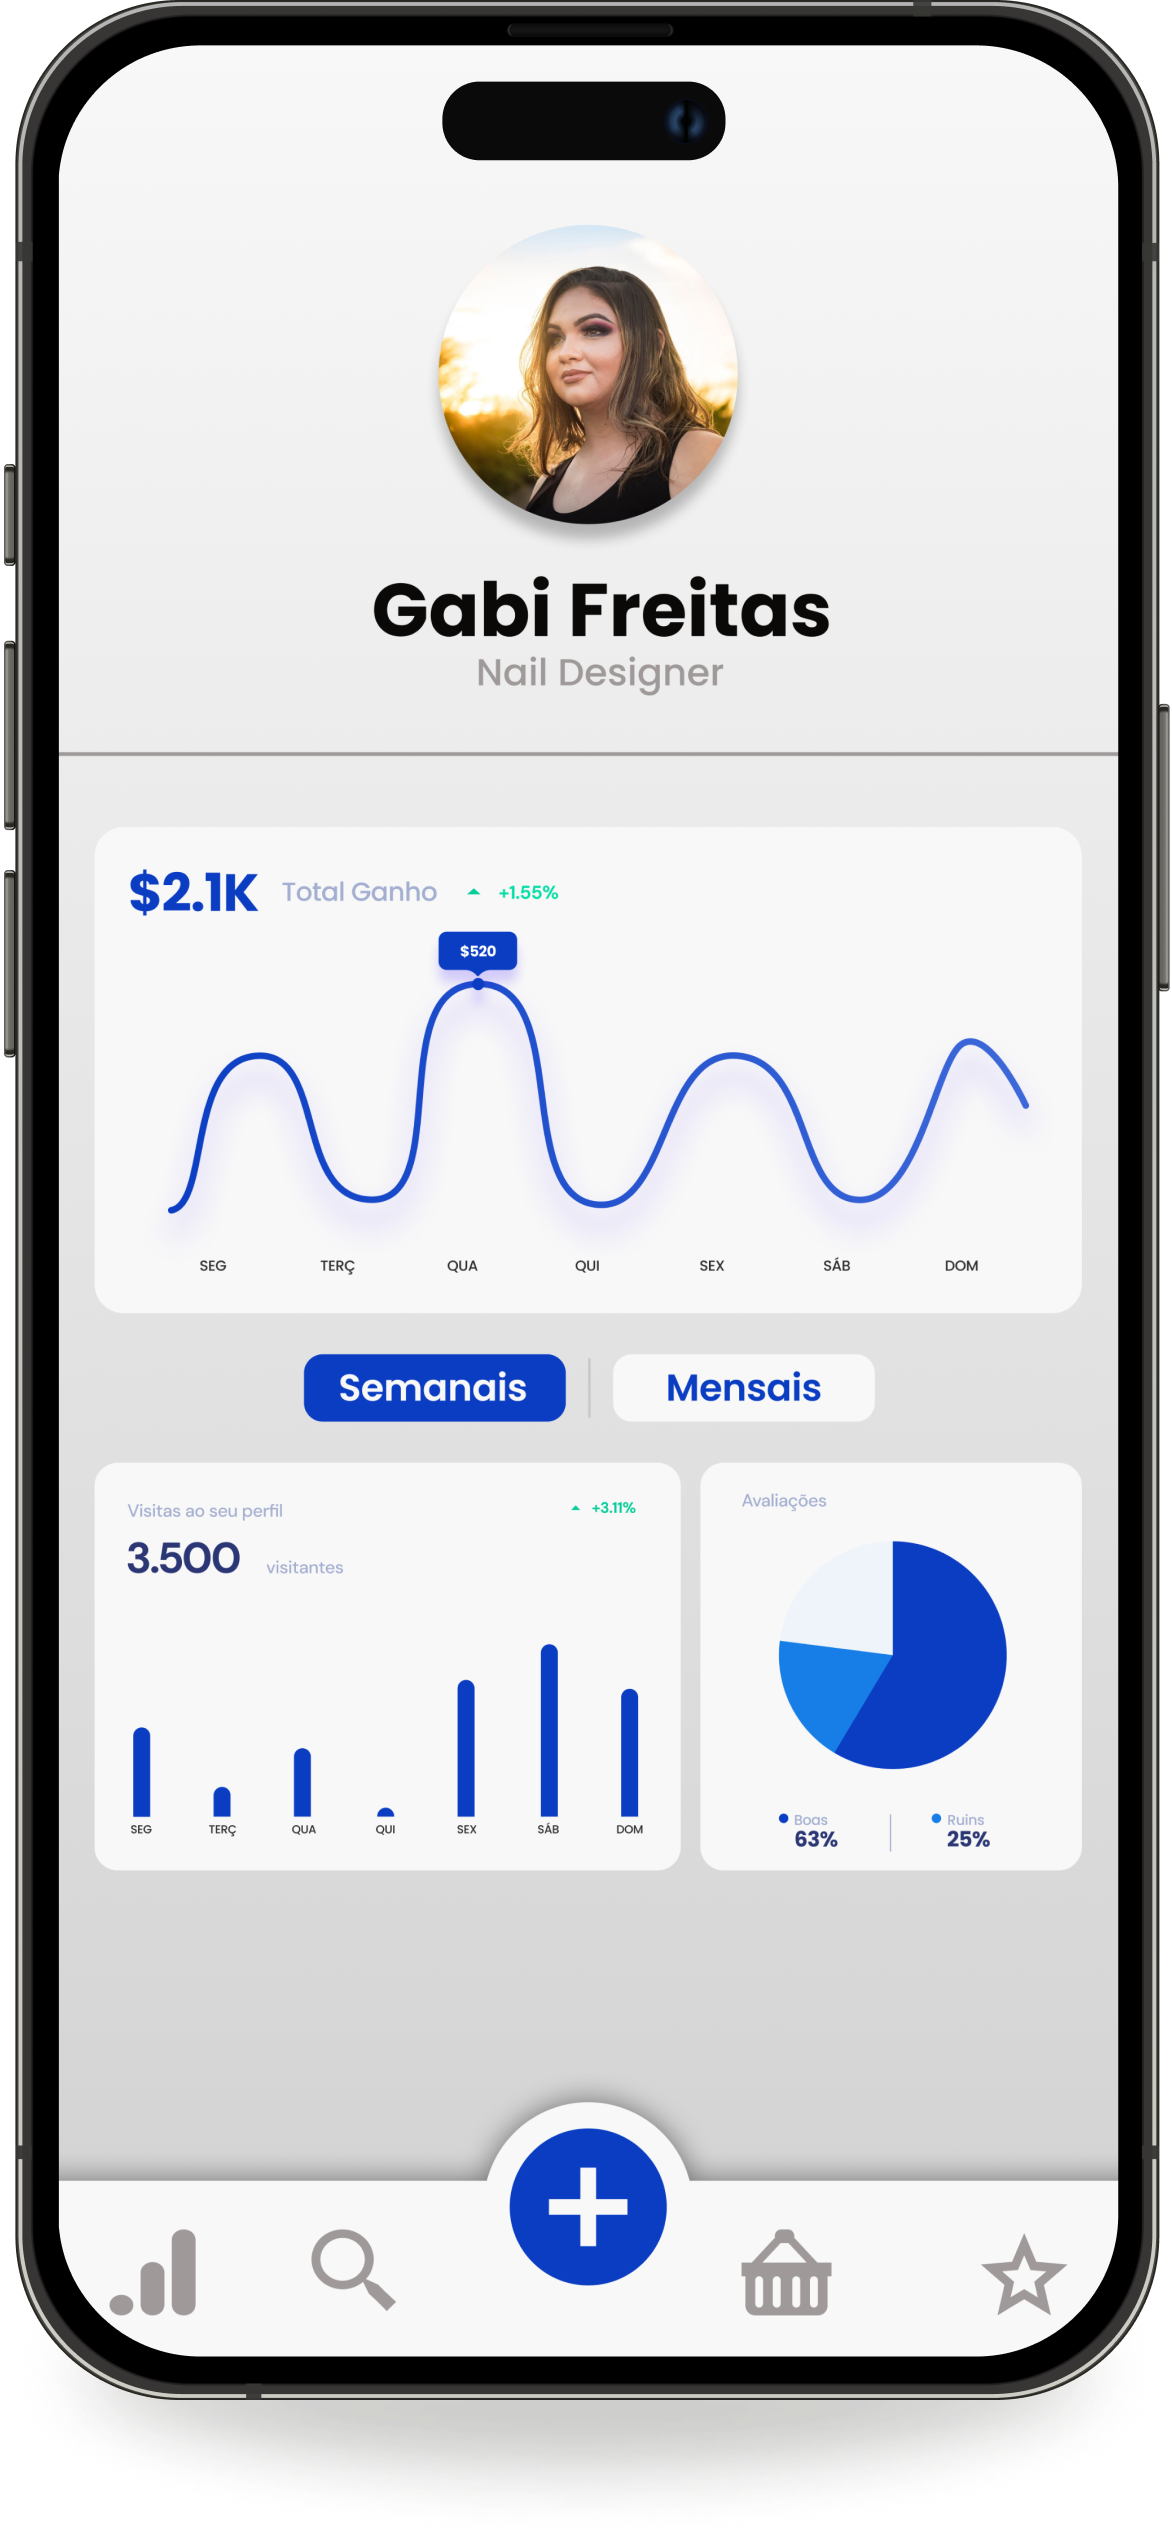 Gabi Freitas
Nail Designer
$2.1K Total Ganho +1.55%
$520
SEG TERÇ QUA QUI SEX SÁB DOM
Semanais Mensais
Visitas ao seu perfil +3.11%
3.500 visitantes
SEG TERÇ QUA QUI SEX SÁB DOM
Avaliações
Boas Ruins
63% 25%